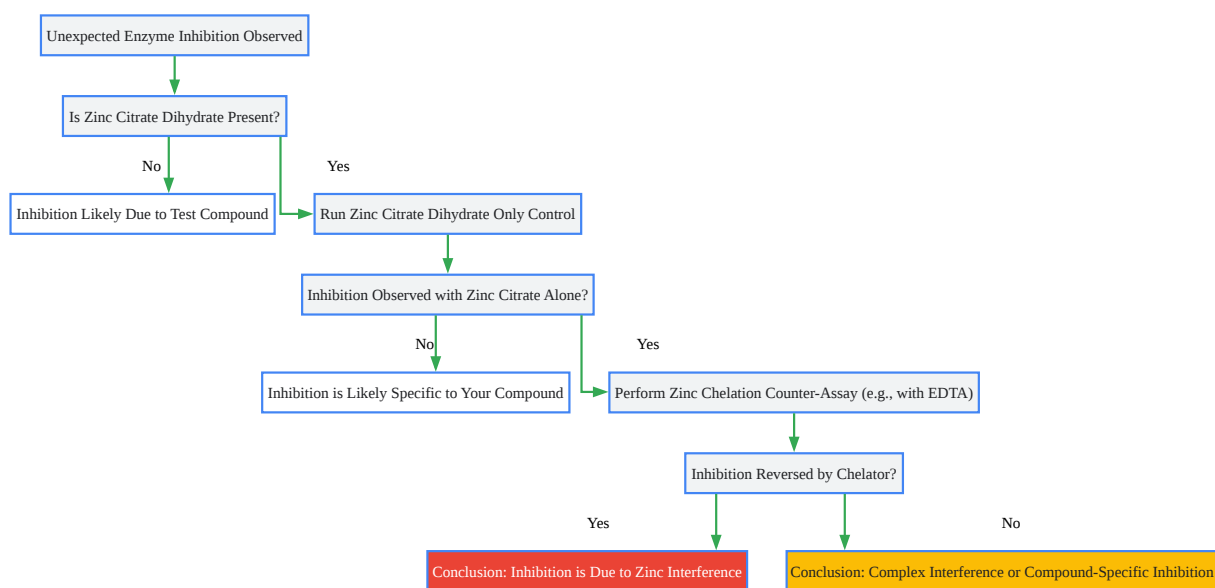 Unexpected Enzyme Inhibition Observed
Is Zinc Citrate Dihydrate Present?
No
Yes
Inhibition Likely Due to Test Compound
Run Zinc Citrate Dihydrate Only Control
Inhibition Observed with Zinc Citrate Alone?
No
Yes
Inhibition is Likely Specific to Your Compound
Perform Zinc Chelation Counter-Assay (e.g., with EDTA)
Inhibition Reversed by Chelator?
Yes
No
Conclusion: Inhibition is Due to Zinc Interference
Conclusion: Complex Interference or Compound-Specific Inhibition